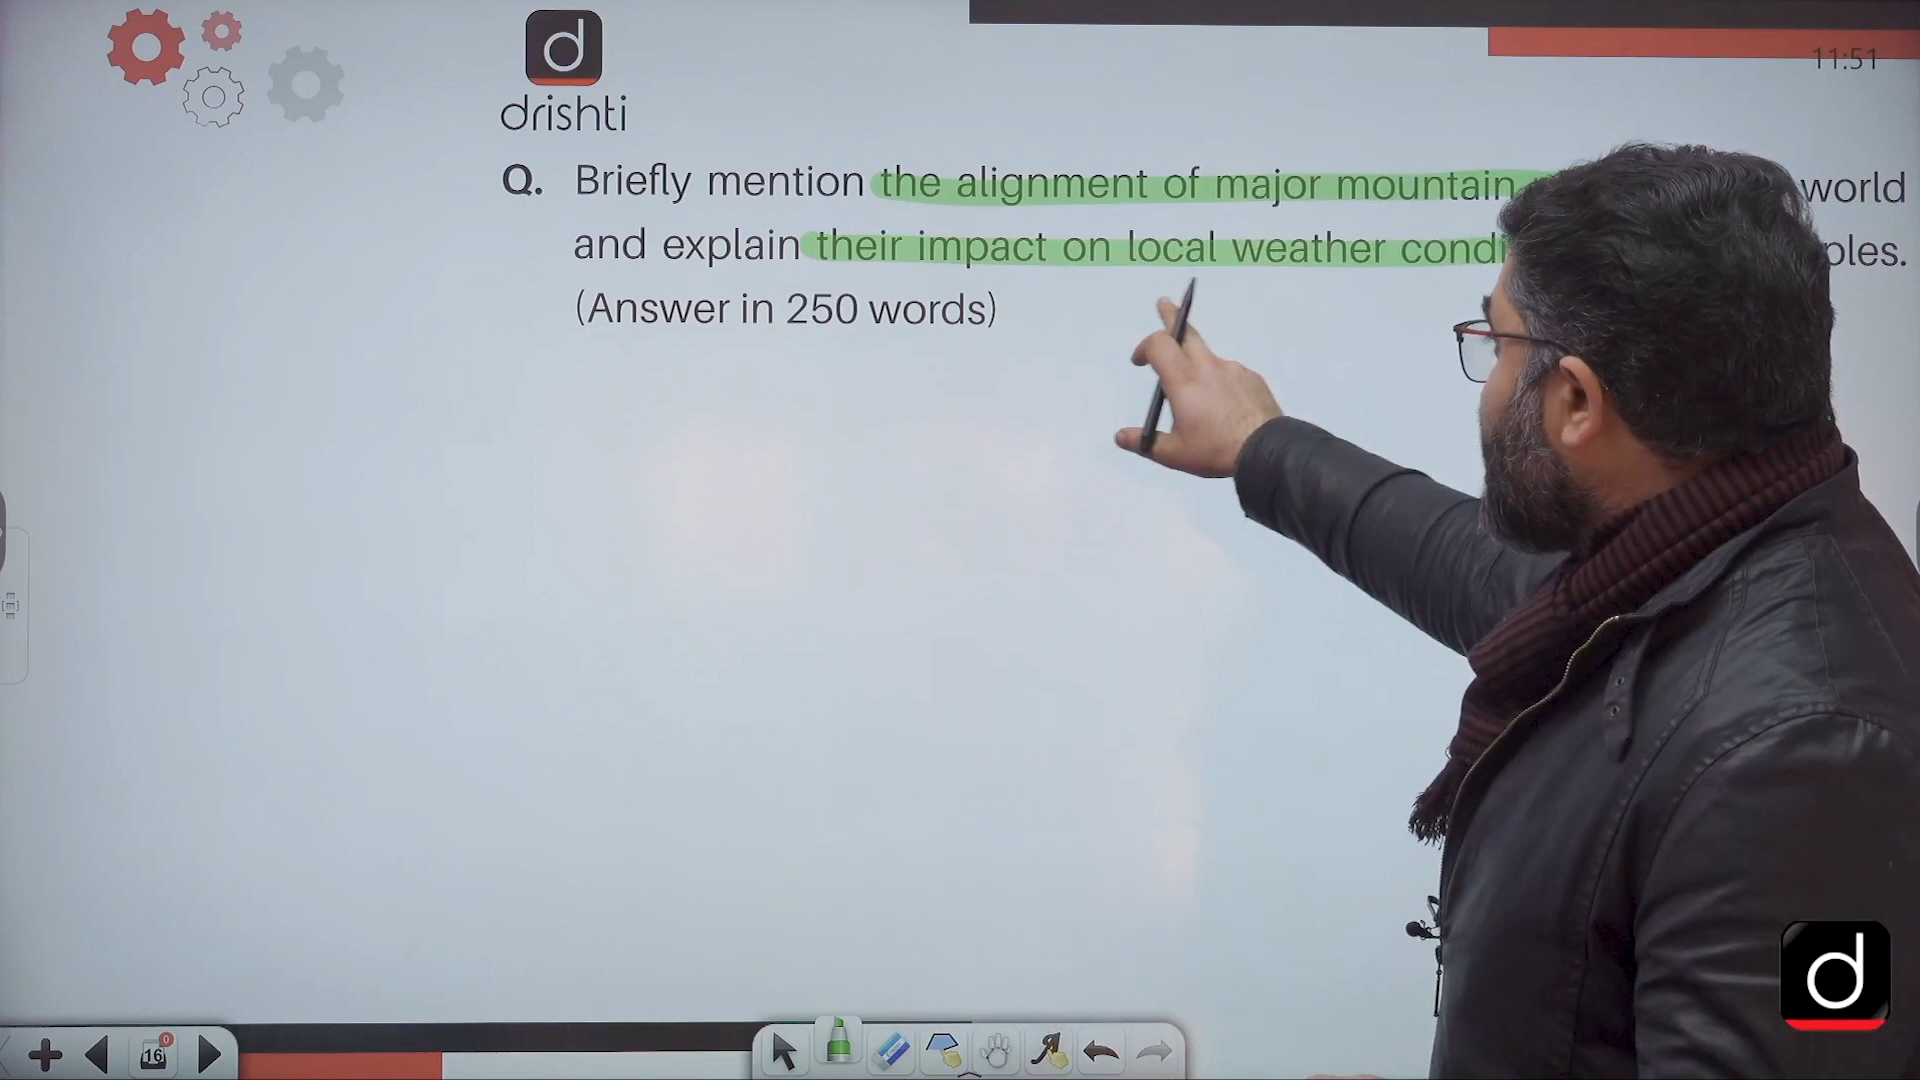 drishti
11:51
Q. Briefly mention the alignment of major mountain world
and explain their impact on local weather ples.
(Answer in 250 words)
16
0